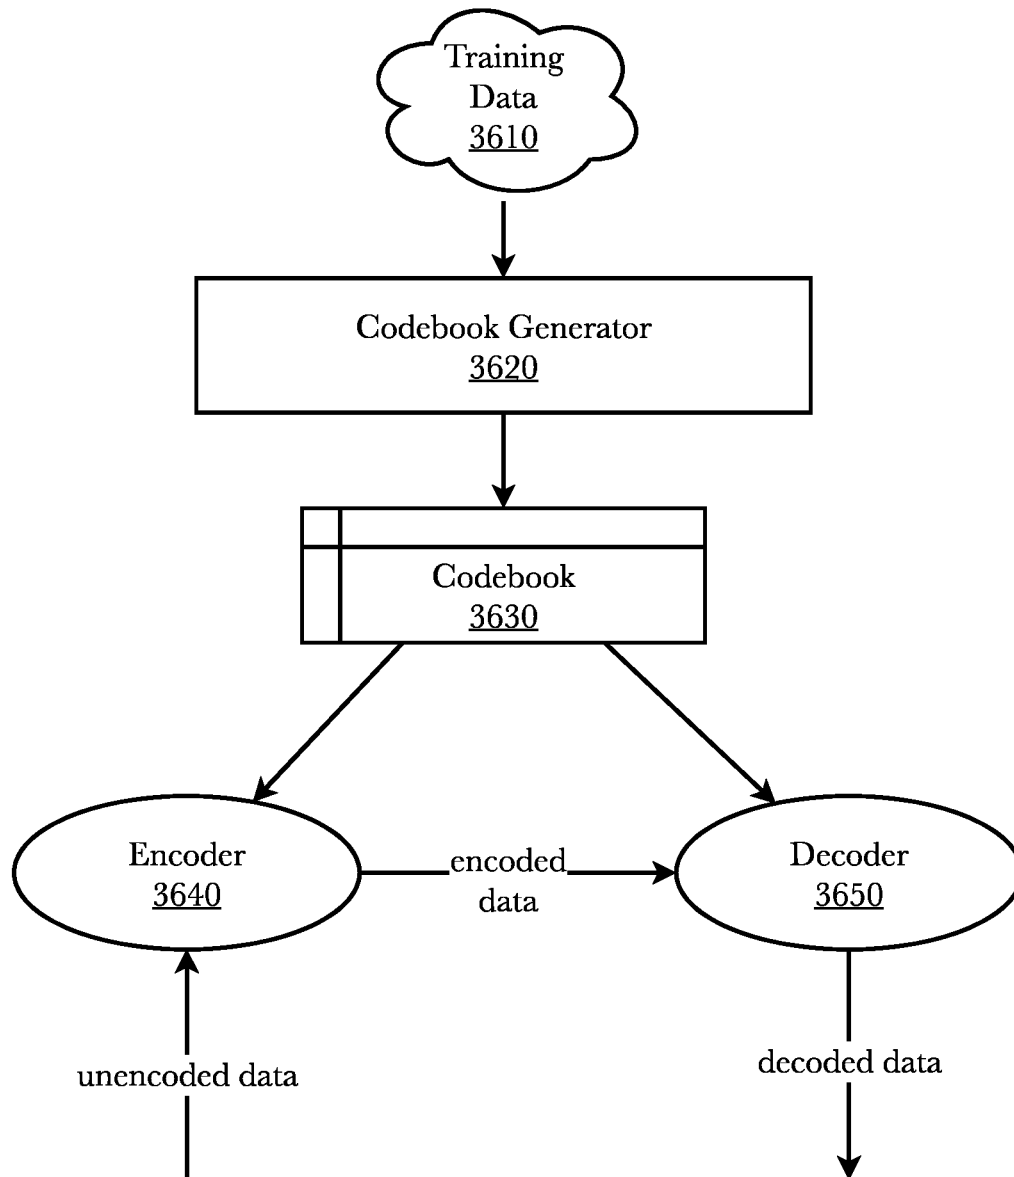 Training
Data
3610
Codebook Generator
3620
Codebook
3630
Encoder
3640
encoded
data
Decoder
3650
unencoded data
decoded data